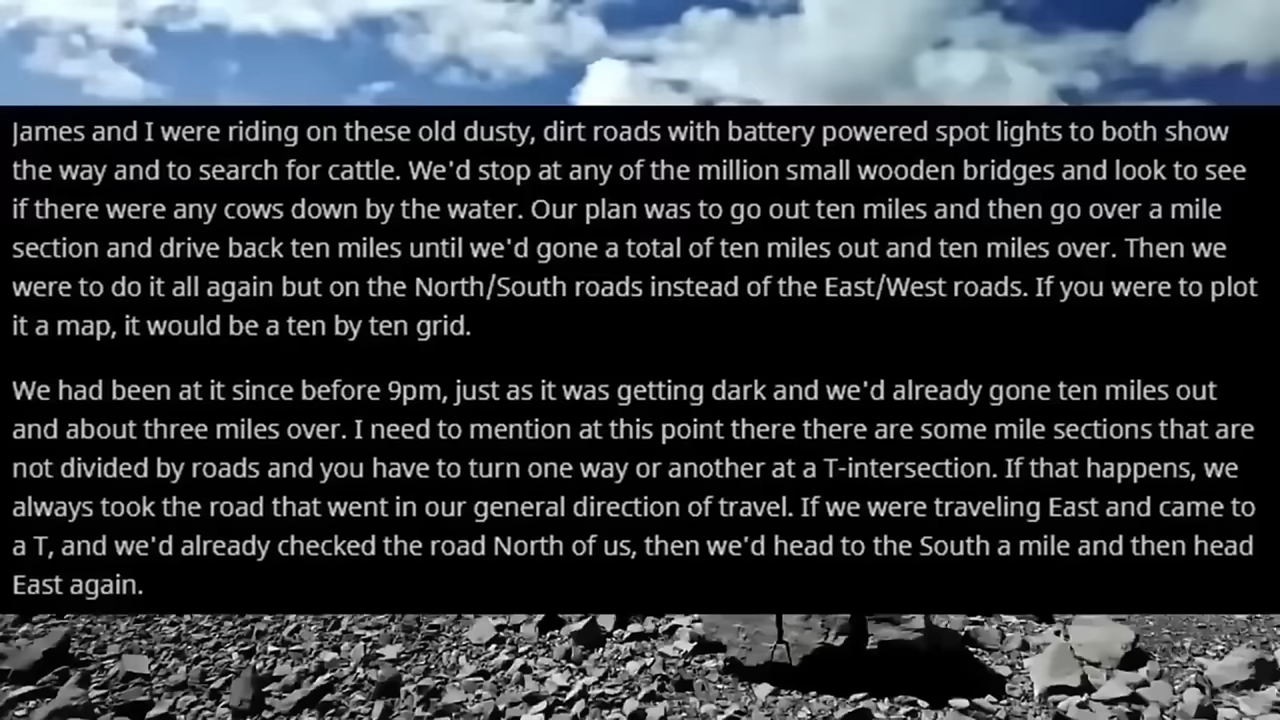 James and I were riding on these old dusty, dirt roads with battery powered spot lights to both show
the way and to search for cattle. We'd stop at any of the million small wooden bridges and look to see
if there were any cows down by the water. Our plan was to go out ten miles and then go over a mile
section and drive back ten miles until we'd gone a total of ten miles out and ten miles over. Then we
were to do it all again but on the North/South roads instead of the East/West roads. If you were to plot
it a map, it would be a ten by ten grid.
We had been at it since before 9pm, just as it was getting dark and we'd already gone ten miles out
and about three miles over. I need to mention at this point there there are some mile sections that are
not divided by roads and you have to turn one way or another at a T-intersection. If that happens, we
always took the road that went in our general direction of travel. If we were traveling East and came to
a T, and we'd already checked the road North of us, then we'd head to the South a mile and then head
East again.